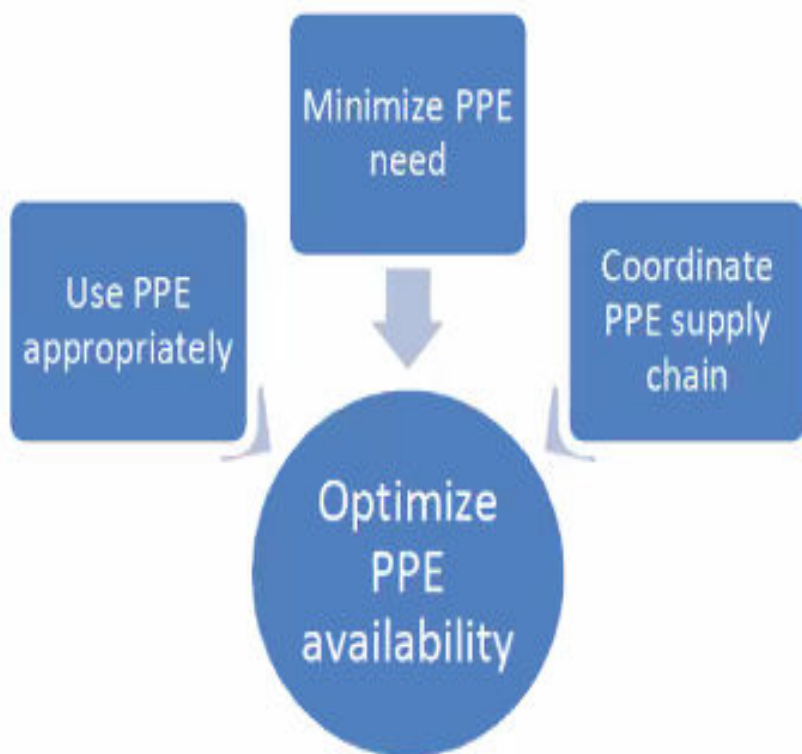 Minimize PPE
need
Use PPE
appropriately
Coordinate
PPE supply
chain
Optimize
PPE
availability